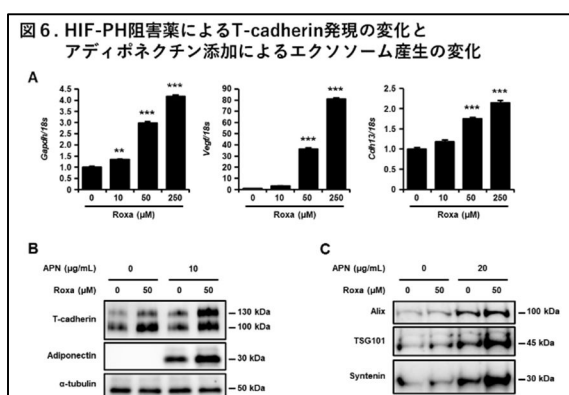 図6. HIF-PH阻害薬によるT-cadherin発現の変化と
アディポネクチン添加によるエクソソーム産生の変化
A
Gapdh/18s
4.5
4.0
3.5
3.0
2.5
2.0
1.5
1.0
0.5
0
**
***
***
0 10 50 250
Roxa (μM)
Vegf/18s
90
80
70
60
50
40
30
20
10
0
***
***
0 10 50 250
Roxa (μM)
Cdh13/18s
2.5
2.0
1.5
1.0
0.5
0
***
***
0 10 50 250
Roxa (μM)
B
APN (μg/mL) 0 10
Roxa (μM) 0 50 0 50
T-cadherin
130 kDa
100 kDa
Adiponectin 30 kDa
α-tubulin 50 kDa
C
APN (μg/mL) 0 20
Roxa (μM) 0 50 0 50
Alix 100 kDa
TSG101 45 kDa
Syntenin 30 kDa